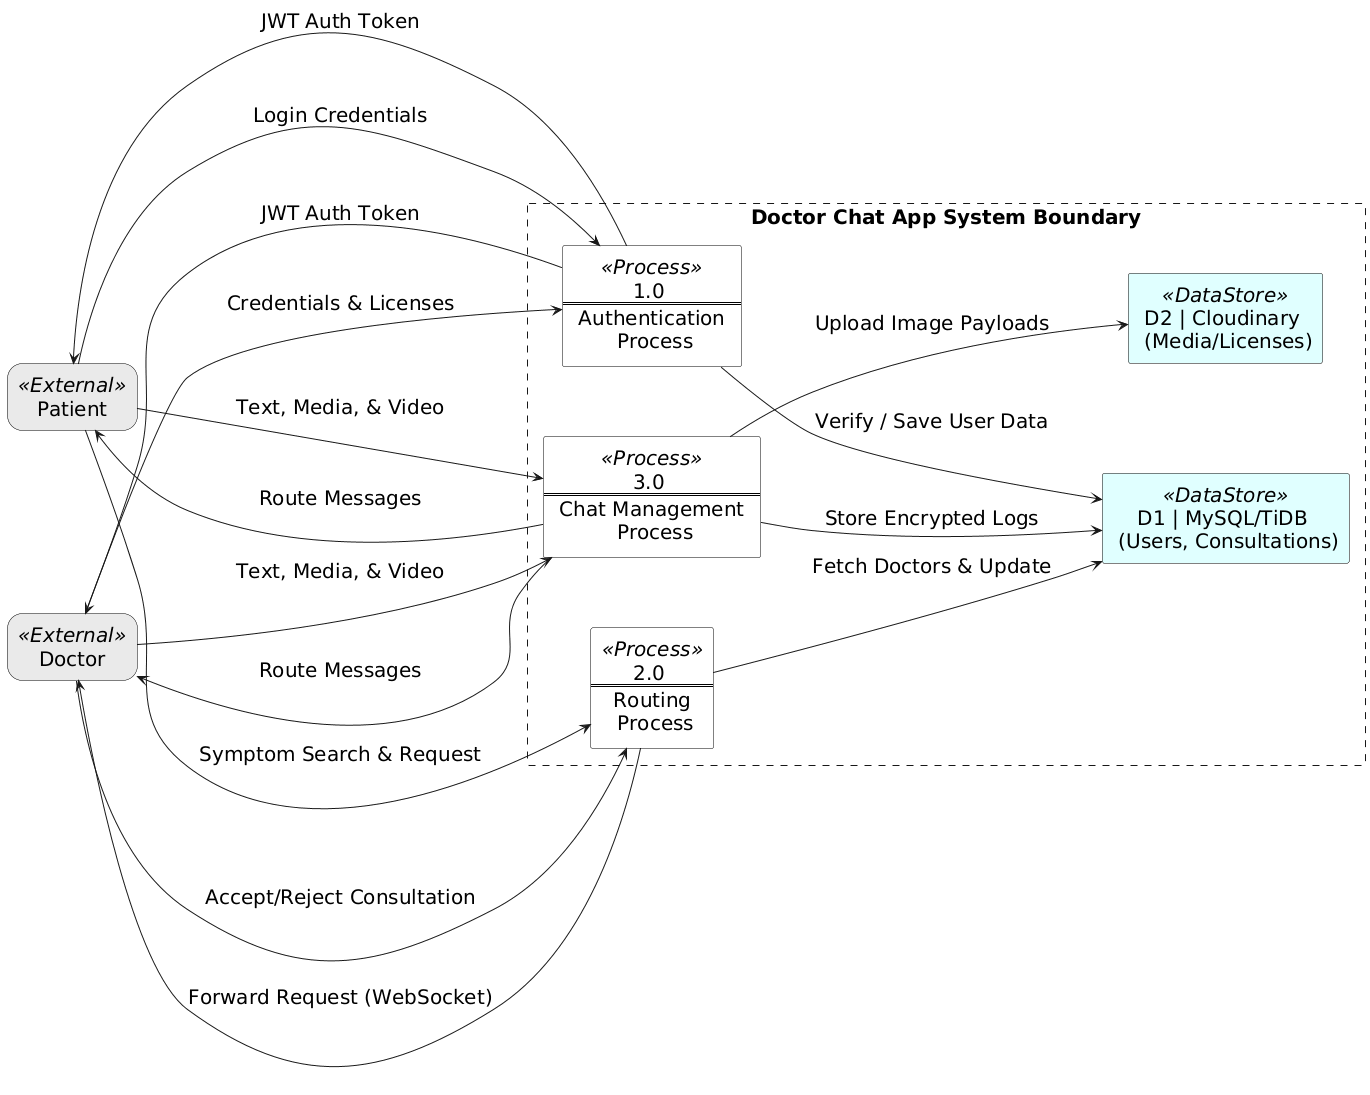 JWT Auth Token
Login Credentials
JWT Auth Token
Doctor Chat App System Boundary
«Process»
1.0
Authentication
Process
«DataStore»
D2 | Cloudinary
(Media/Licenses)
Credentials & Licenses
Upload Image Payloads
«External»
Patient
Text, Media, & Video
Verify / Save User Data
«Process»
3.0
Chat Management
Process
Route Messages
Store Encrypted Logs
«DataStore»
D1 | MySQL/TiDB
(Users, Consultations)
Text, Media, & Video
Fetch Doctors & Update
«External»
Doctor
Route Messages
«Process»
2.0
Routing
Process
Symptom Search & Request
Accept/Reject Consultation
Forward Request (WebSocket)